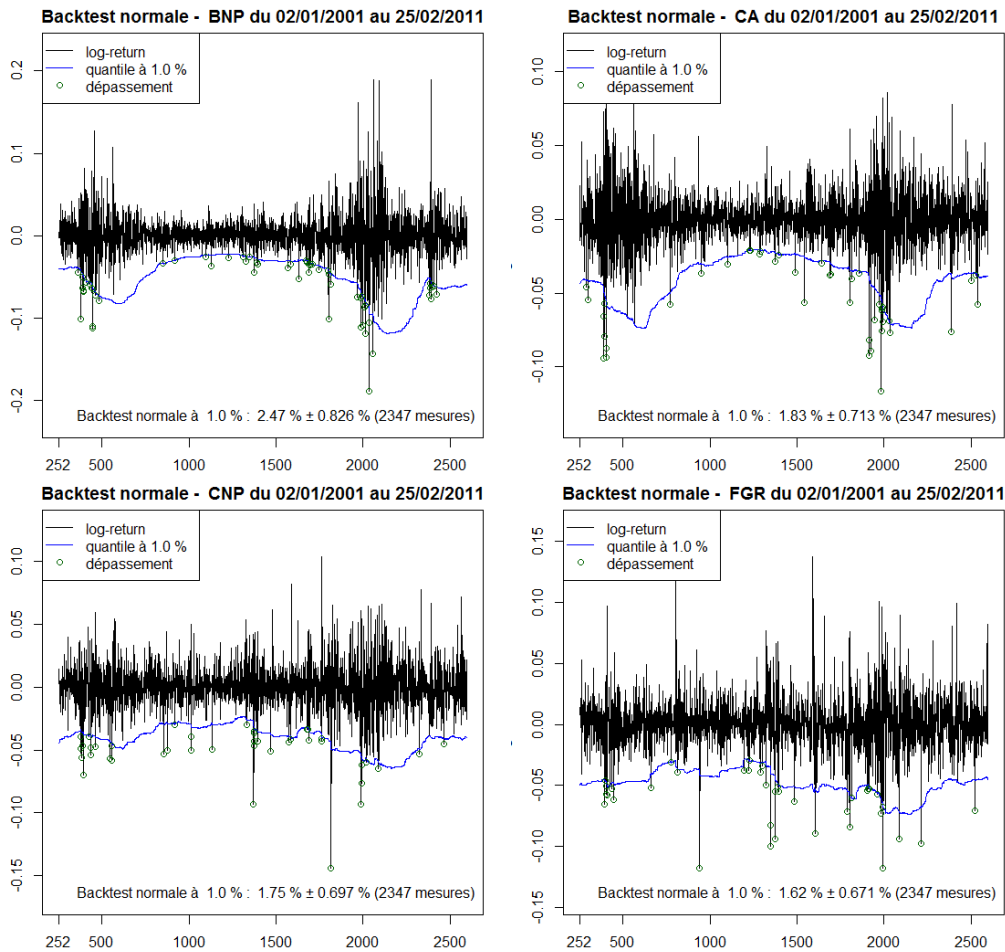 Backtest normale - BNP du 02/01/2001 au 25/02/2011
log-return
quantile à 1.0 %
dépassement
0.2
0.1
0.0
-0.1
-0.2
Backtest normale à 1.0 % : 2.47 % ± 0.826 % (2347 mesures)
252 500 1000 1500 2000 2500
Backtest normale - CA du 02/01/2001 au 25/02/2011
log-return
quantile à 1.0 %
dépassement
0.10
0.05
0.00
-0.05
-0.10
Backtest normale à 1.0 % : 1.83 % ± 0.713 % (2347 mesures)
252 500 1000 1500 2000 2500
Backtest normale - CNP du 02/01/2001 au 25/02/2011
log-return
quantile à 1.0 %
dépassement
0.10
0.05
0.00
-0.05
-0.10
-0.15
Backtest normale à 1.0 % : 1.75 % ± 0.697 % (2347 mesures)
252 500 1000 1500 2000 2500
Backtest normale - FGR du 02/01/2001 au 25/02/2011
log-return
quantile à 1.0 %
dépassement
0.15
0.10
0.05
0.00
-0.05
-0.10
-0.15
Backtest normale à 1.0 % : 1.62 % ± 0.671 % (2347 mesures)
252 500 1000 1500 2000 2500